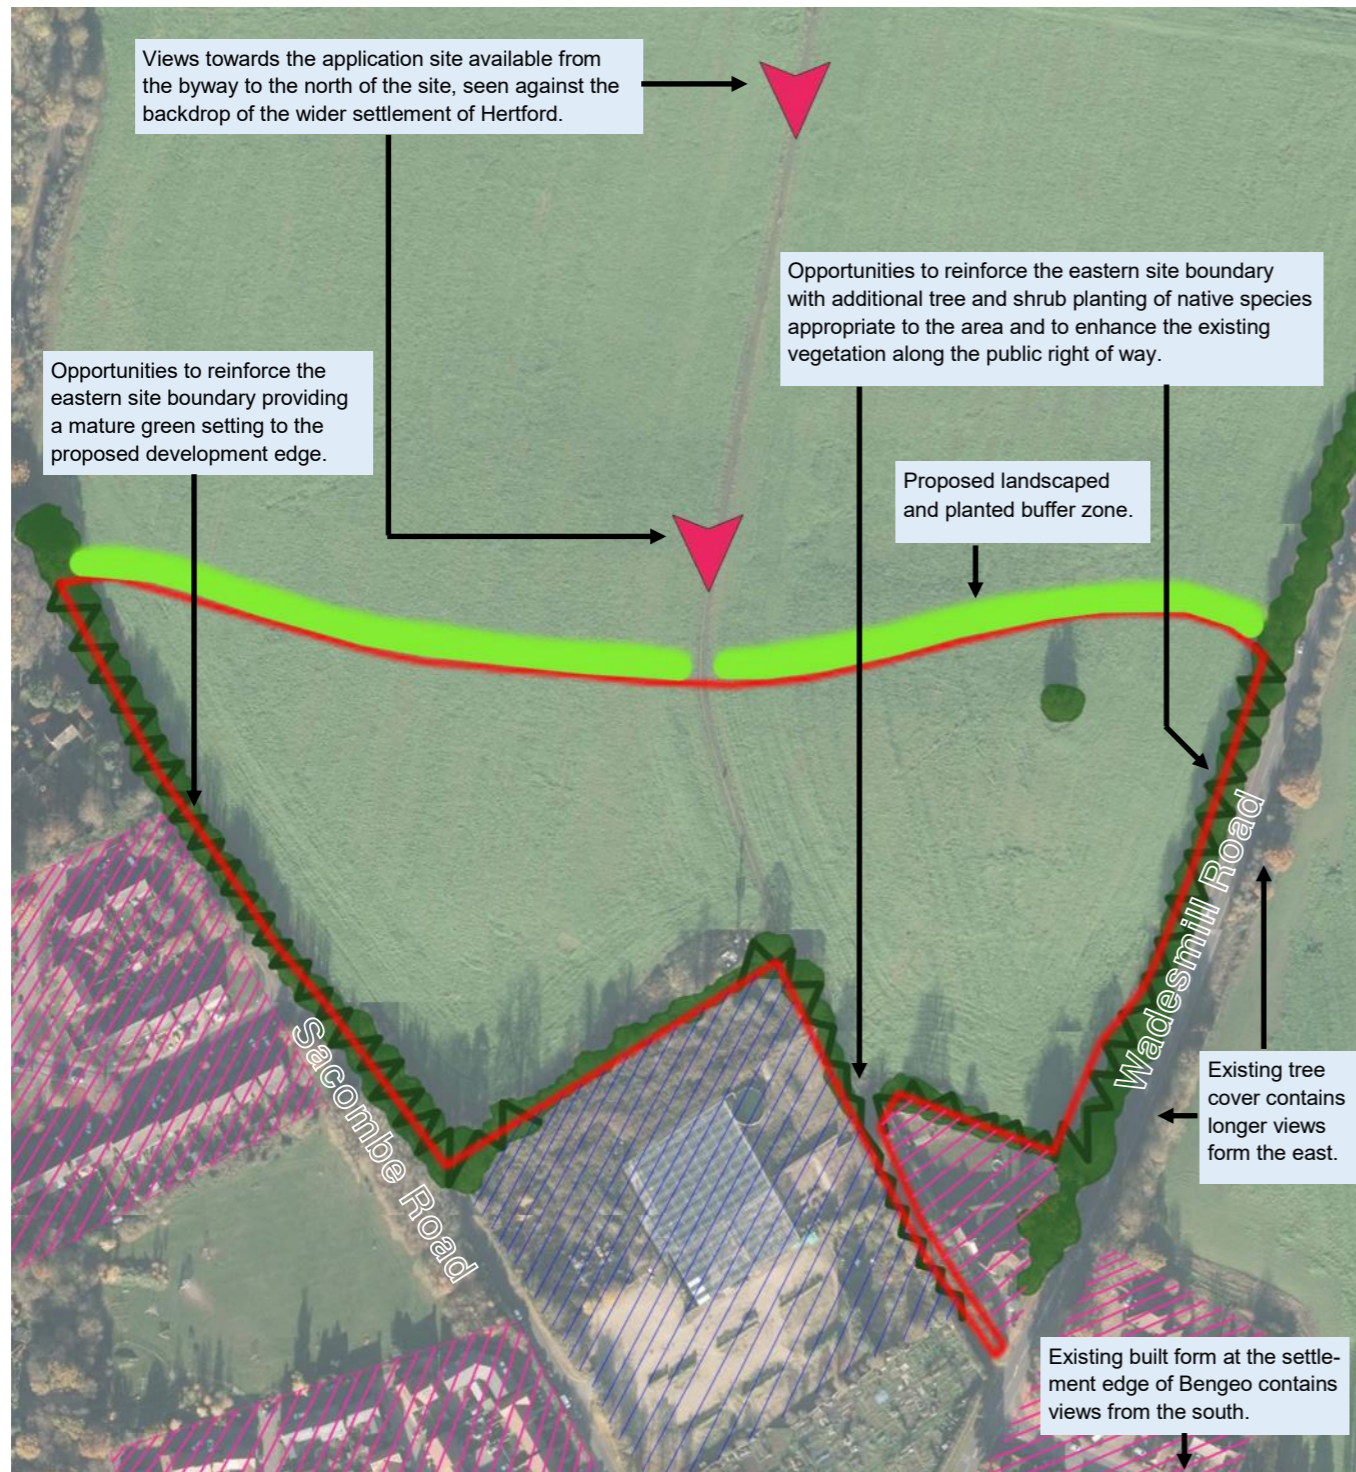 Views towards the application site available from
the byway to the north of the site, seen against the
backdrop of the wider settlement of Hertford.
Opportunities to reinforce the eastern site boundary
with additional tree and shrub planting of native species
appropriate to the area and to enhance the existing
vegetation along the public right of way.
Opportunities to reinforce the
eastern site boundary providing
a mature green setting to the
proposed development edge.
Proposed landscaped
and planted buffer zone.
Wadesmill Road
Sacombe Road
Existing tree
cover contains
longer views
form the east.
Existing built form at the settle-
ment edge of Bengeo contains
views from the south.